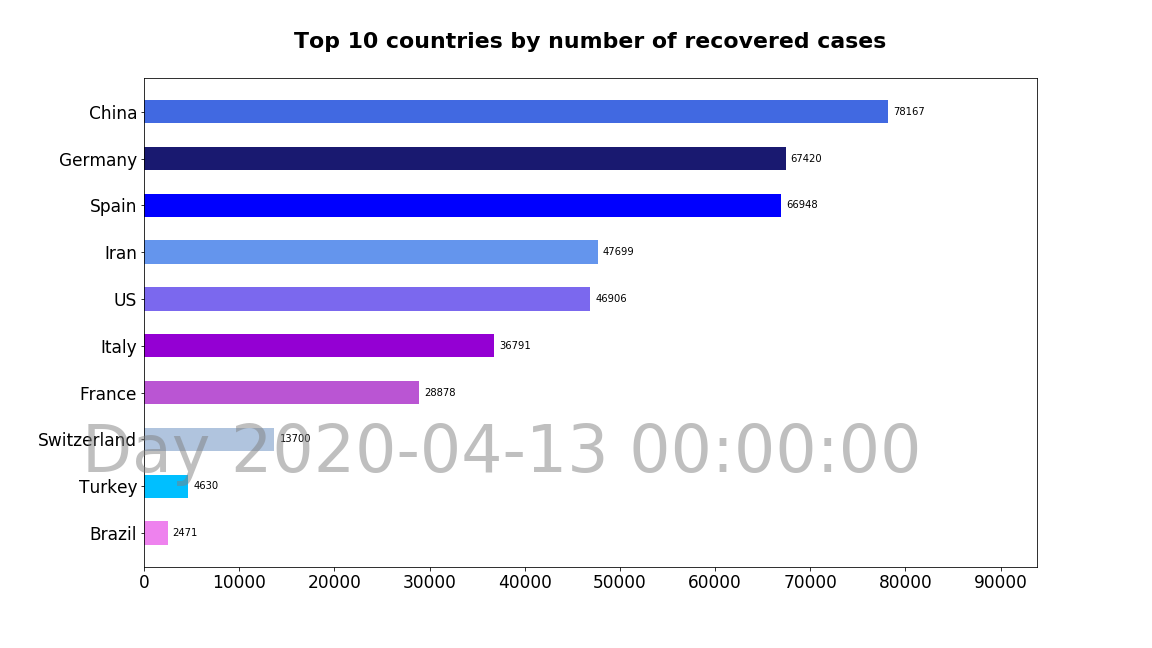 Top 10 countries by number of recovered cases
China 78167
Germany 67420
Spain 66948
Iran 47699
US 46906
Italy 36791
France 28878
Switzerland 13700
Day 2020-04-13 00:00:00
Turkey 4630
Brazil 2471
0 10000 20000 30000 40000 50000 60000 70000 80000 90000